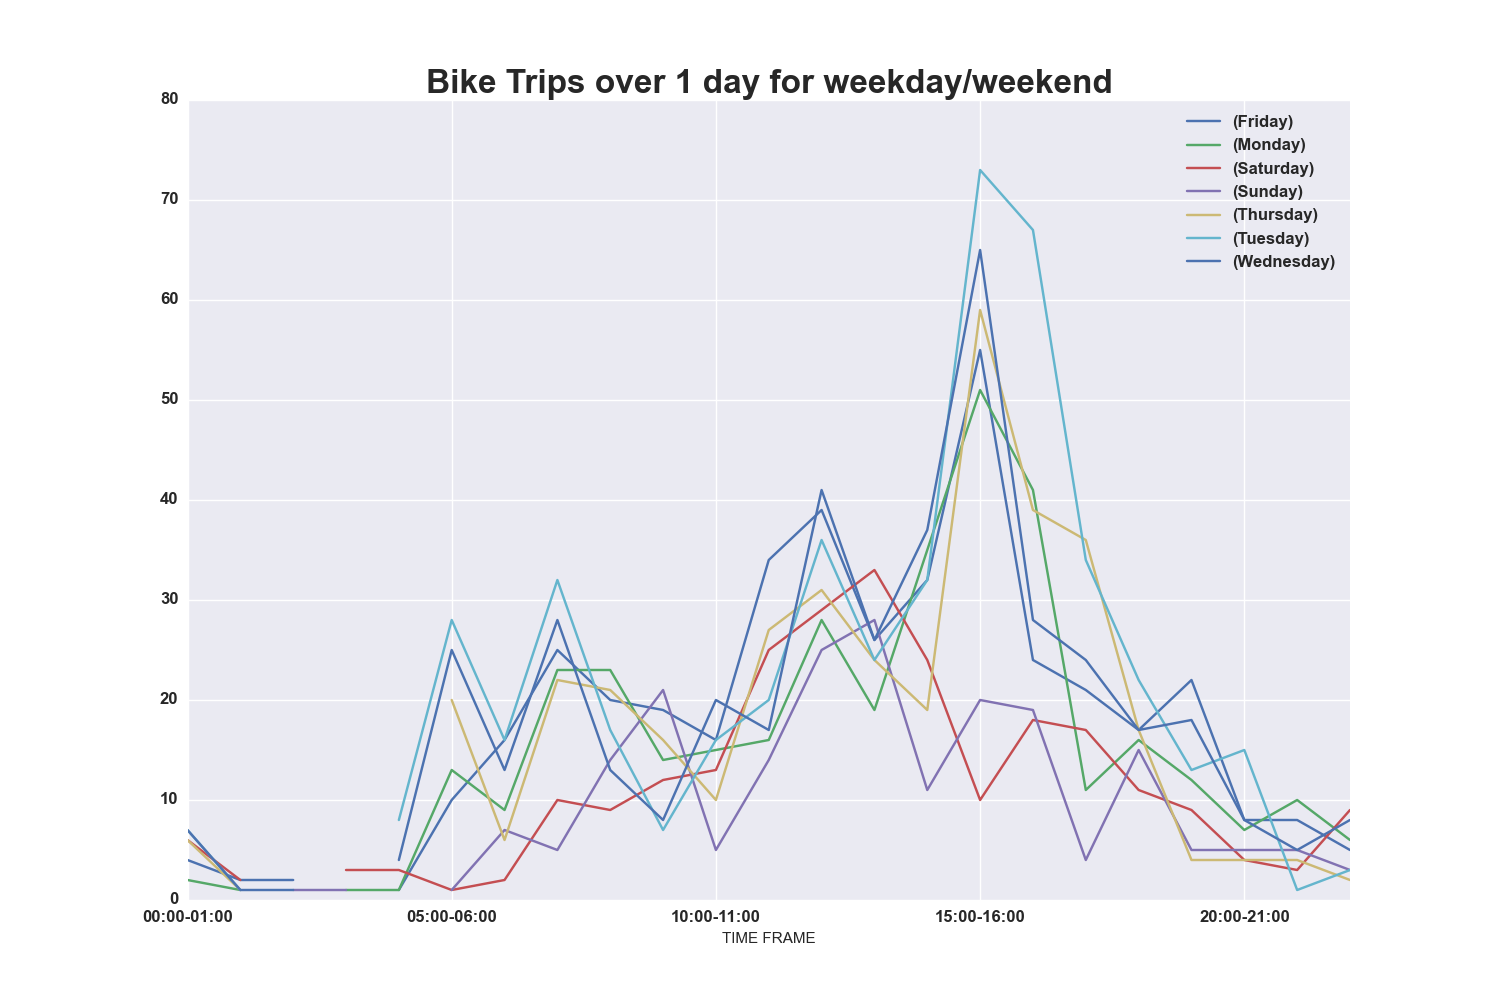 Bike Trips over 1 day for weekday/weekend
80
70
60
50
40
30
20
10
0
(Friday)
(Monday)
(Saturday)
(Sunday)
(Thursday)
(Tuesday)
(Wednesday)
00:00-01:00 05:00-06:00 10:00-11:00 15:00-16:00 20:00-21:00
TIME FRAME